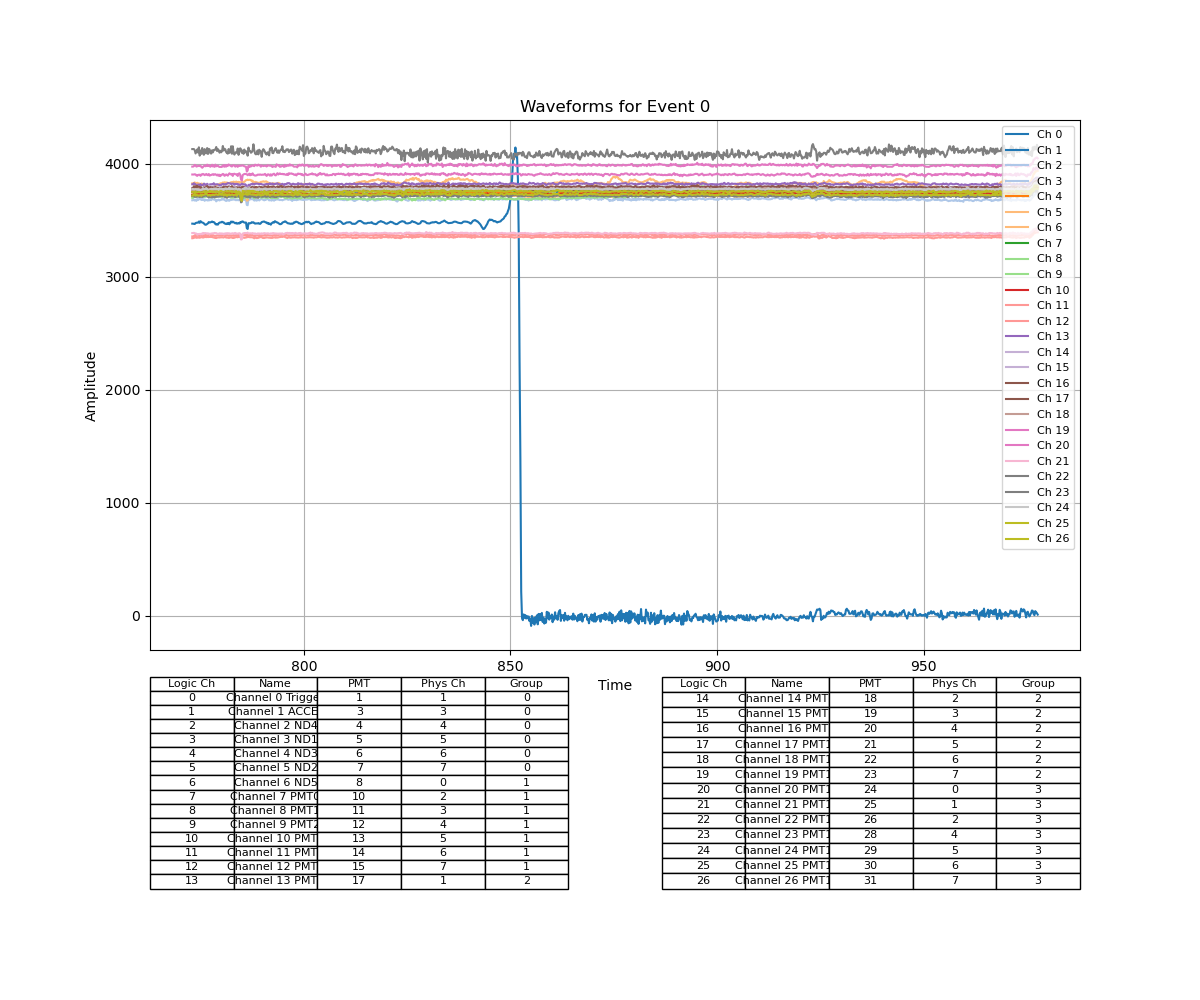 Waveforms for Event 0
4000
3000
2000
1000
0
Amplitude
800
850
900
950
Time
Ch 0
Ch 1
Ch 2
Ch 3
Ch 4
Ch 5
Ch 6
Ch 7
Ch 8
Ch 9
Ch 10
Ch 11
Ch 12
Ch 13
Ch 14
Ch 15
Ch 16
Ch 17
Ch 18
Ch 19
Ch 20
Ch 21
Ch 22
Ch 23
Ch 24
Ch 25
Ch 26
Logic Ch Name PMT Phys Ch Group
0 Channel 0 Trigge 1 1 0
1 Channel 1 ACCE 3 3 0
2 Channel 2 ND4 4 4 0
3 Channel 3 ND1 5 5 0
4 Channel 4 ND3 6 6 0
5 Channel 5 ND2 7 7 0
6 Channel 6 ND5 8 0 1
7 Channel 7 PMT0 10 2 1
8 Channel 8 PMT1 11 3 1
9 Channel 9 PMT2 12 4 1
10 Channel 10 PMT 13 5 1
11 Channel 11 PMT 14 6 1
12 Channel 12 PMT 15 7 1
13 Channel 13 PMT 17 1 2
Logic Ch Name PMT Phys Ch Group
14 Channel 14 PMT 18 2 2
15 Channel 15 PMT 19 3 2
16 Channel 16 PMT 20 4 2
17 Channel 17 PMT1 21 5 2
18 Channel 18 PMT1 22 6 2
19 Channel 19 PMT1 23 7 2
20 Channel 20 PMT1 24 0 3
21 Channel 21 PMT1 25 1 3
22 Channel 22 PMT1 26 2 3
23 Channel 23 PMT1 28 4 3
24 Channel 24 PMT1 29 5 3
25 Channel 25 PMT1 30 6 3
26 Channel 26 PMT1 31 7 3